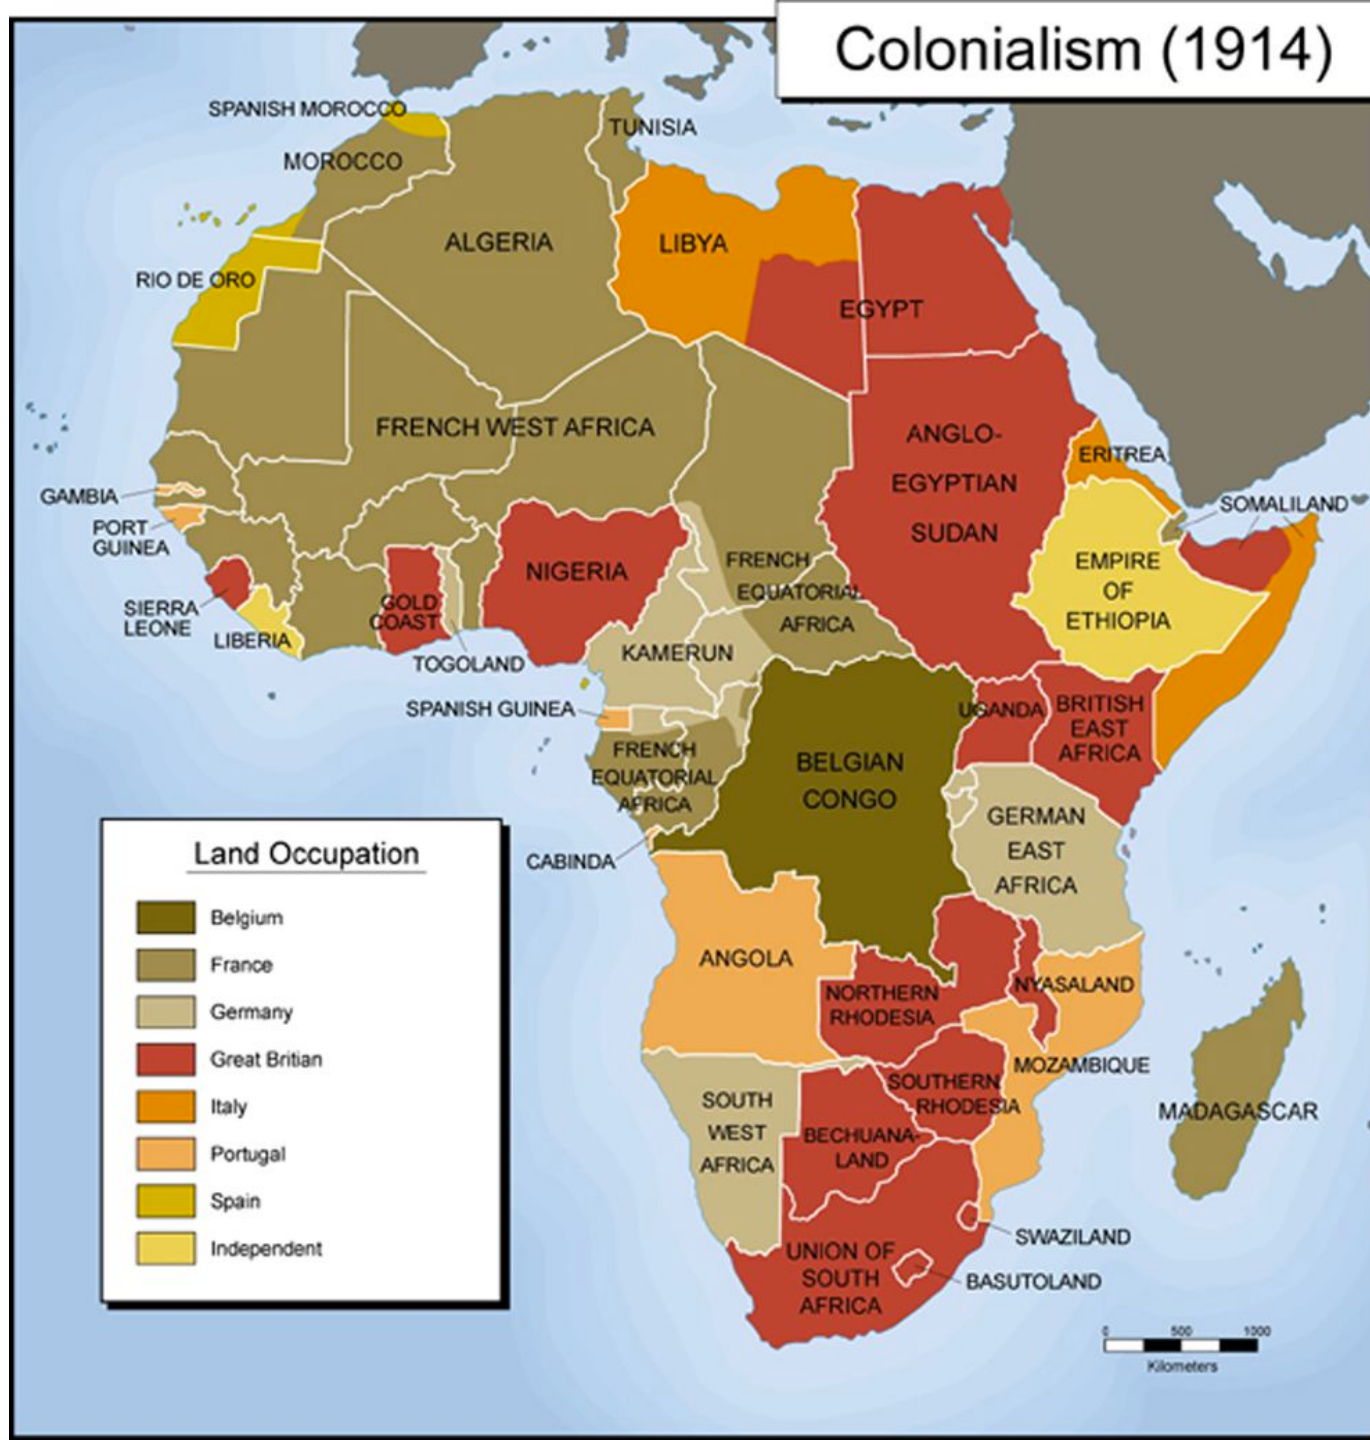 Colonialism (1914)
SPANISH MOROCCO
TUNISIA
MOROCCO
ALGERIA
LIBYA
RIO DE ORO
EGYPT
FRENCH WEST AFRICA
ANGLO-
EGYPTIAN
SUDAN
ERITREA
GAMBIA
SOMALILAND
PORT
GUINEA
NIGERIA
FRENCH
EQUATORIAL
AFRICA
EMPIRE
OF
ETHIOPIA
SIERRA
LEONE
GOLD
COAST
LIBERIA
TOGOLAND
KAMERUN
SPANISH GUINEA
UGANDA
BRITISH
EAST
AFRICA
FRENCH
EQUATORIAL
AFRICA
BELGIAN
CONGO
GERMAN
EAST
AFRICA
CABINDA
Land Occupation
Belgium
France
Germany
Great Britian
Italy
Portugal
Spain
Independent
ANGOLA
NORTHERN
RHODESIA
NYASALAND
MOZAMBIQUE
SOUTHERN
RHODESIA
SOUTH
WEST
AFRICA
BECHUANA-
LAND
MADAGASCAR
SWAZILAND
UNION OF
SOUTH
AFRICA
BASUTOLAND
0 500 1000
Kilometers